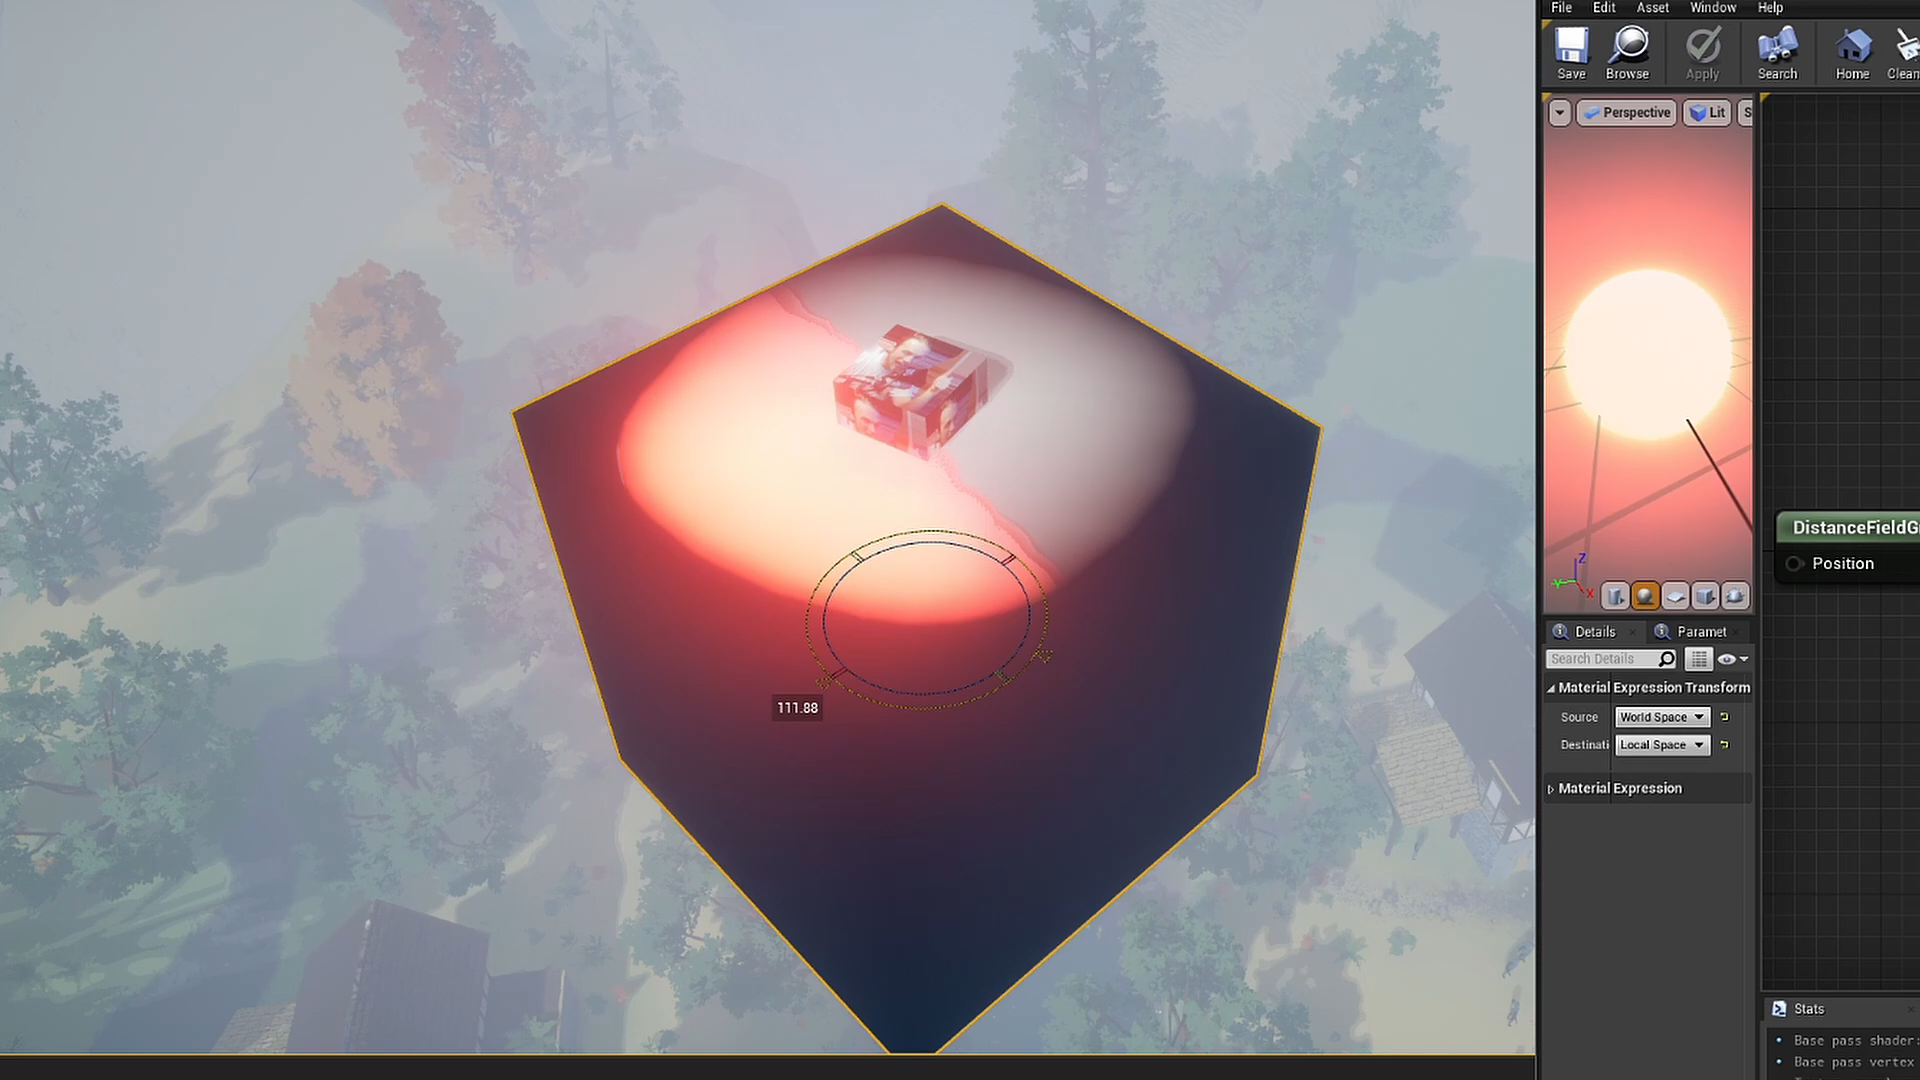 File Edit Asset Window Help
Save Browse Apply Search Home Clean
Perspective Lit S
DistanceFieldG
Position
Z
X
Details Paramet
Search Details
Material Expression Transform
111.88
Source World Space
Destinati Local Space
Material Expression
Stats
Base pass shader:
Base pass vertex